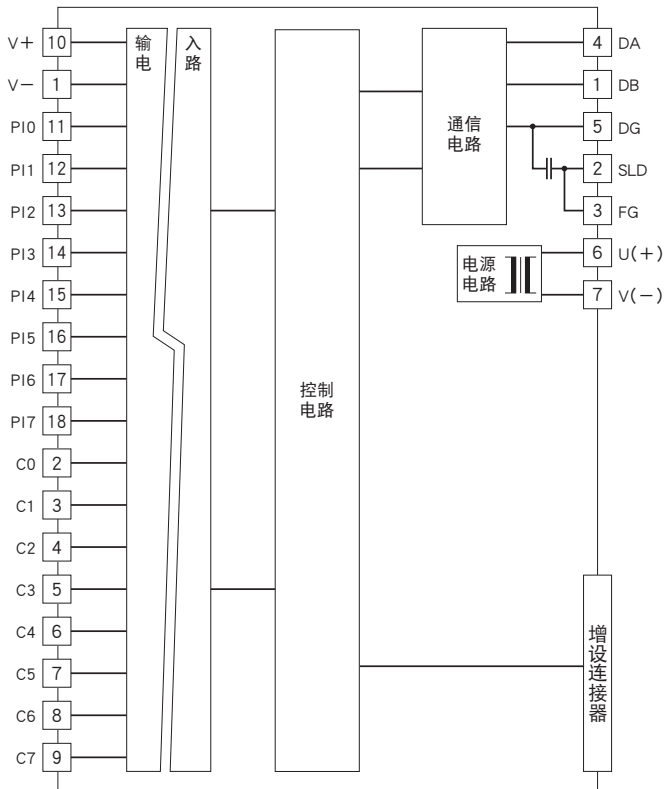 V+ 10
V− 1
PI0 11
PI1 12
PI2 13
PI3 14
PI4 15
PI5 16
PI6 17
PI7 18
C0 2
C1 3
C2 4
C3 5
C4 6
C5 7
C6 8
C7 9
输入
电路
控制
电路
通信
电路
电源
电路
4 DA
1 DB
5 DG
2 SLD
3 FG
6 U(+)
7 V(−)
增设连接器